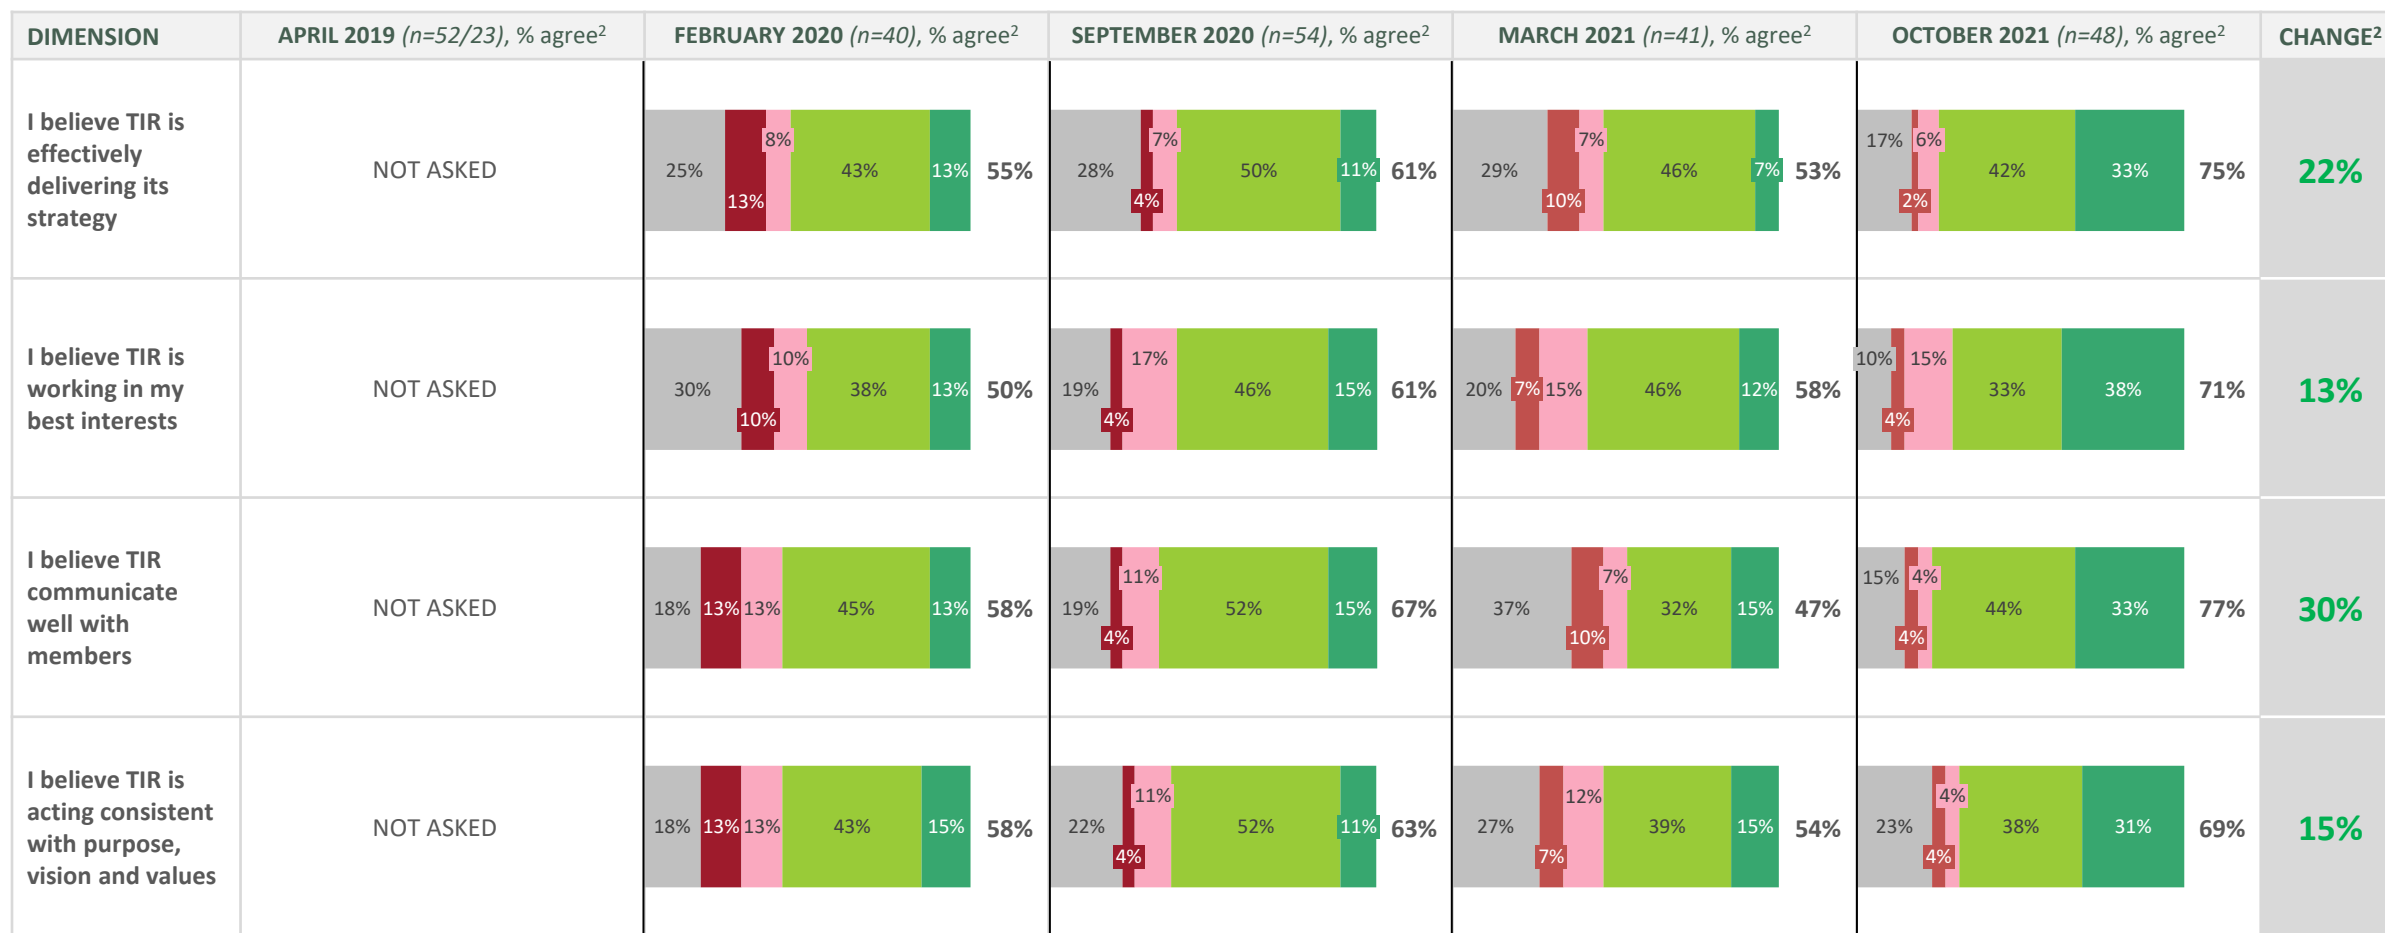 DIMENSION
APRIL 2019 (n=52/23), % agree²
FEBRUARY 2020 (n=40), % agree²
SEPTEMBER 2020 (n=54), % agree²
MARCH 2021 (n=41), % agree²
OCTOBER 2021 (n=48), % agree²
CHANGE²
I believe TIR is
effectively
delivering its
strategy
NOT ASKED
25% 13% 8% 43% 13% 55%
28% 4% 7% 50% 11% 61%
29% 10% 7% 46% 7% 53%
17% 2% 6% 42% 33% 75%
22%
I believe TIR is
working in my
best interests
NOT ASKED
30% 10% 10% 38% 13% 50%
19% 4% 17% 46% 15% 61%
20% 7% 15% 46% 12% 58%
10% 4% 15% 33% 38% 71%
13%
I believe TIR
communicate
well with
members
NOT ASKED
18% 13% 13% 45% 13% 58%
19% 4% 11% 52% 15% 67%
37% 10% 7% 32% 15% 47%
15% 4% 4% 44% 33% 77%
30%
I believe TIR is
acting consistent
with purpose,
vision and values
NOT ASKED
18% 13% 13% 43% 15% 58%
22% 4% 11% 52% 11% 63%
27% 7% 12% 39% 15% 54%
23% 4% 4% 38% 31% 69%
15%